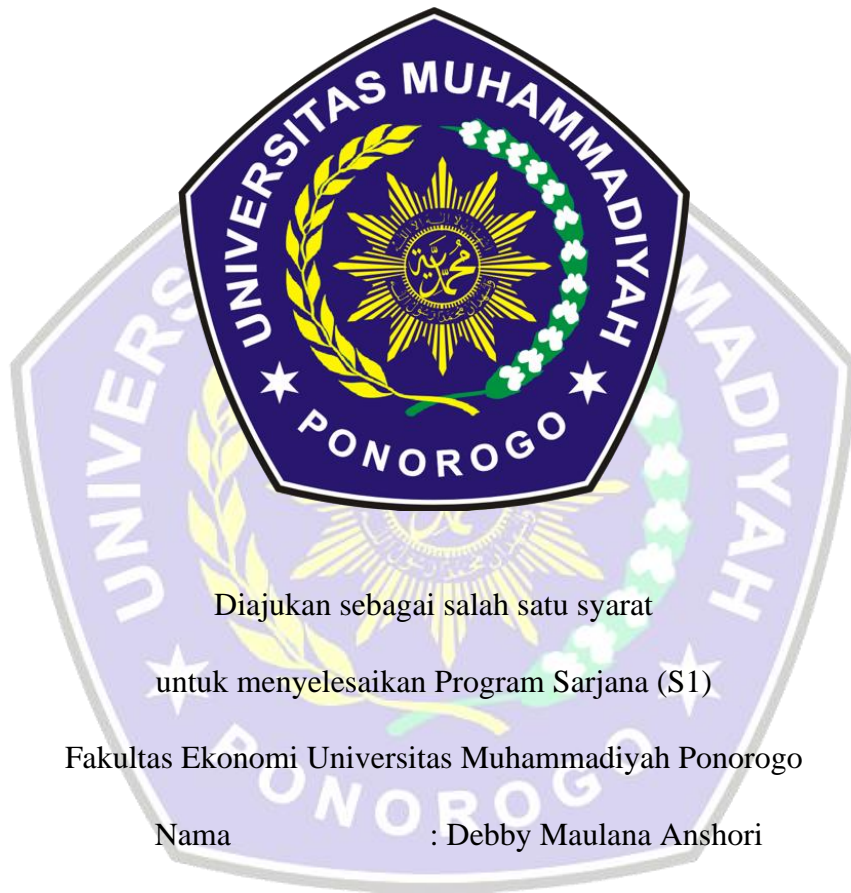 UNIVERSITAS MUHAMMADIYAH
PONOROGO
Diajukan sebagai salah satu syarat
untuk menyelesaikan Program Sarjana (S1)
Fakultas Ekonomi Universitas Muhammadiyah Ponorogo
Nama : Debby Maulana Anshori